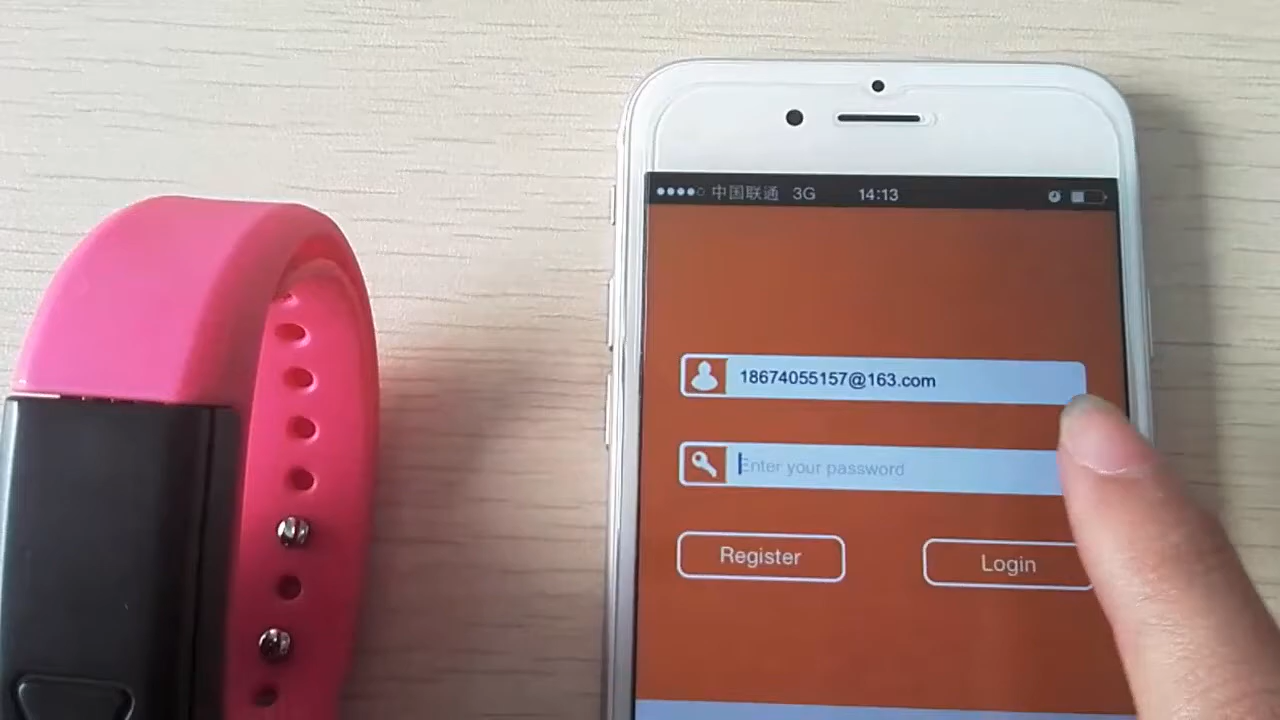 中国联通 3G 14:13
18674055157@163.com
Enter your password
Register Login